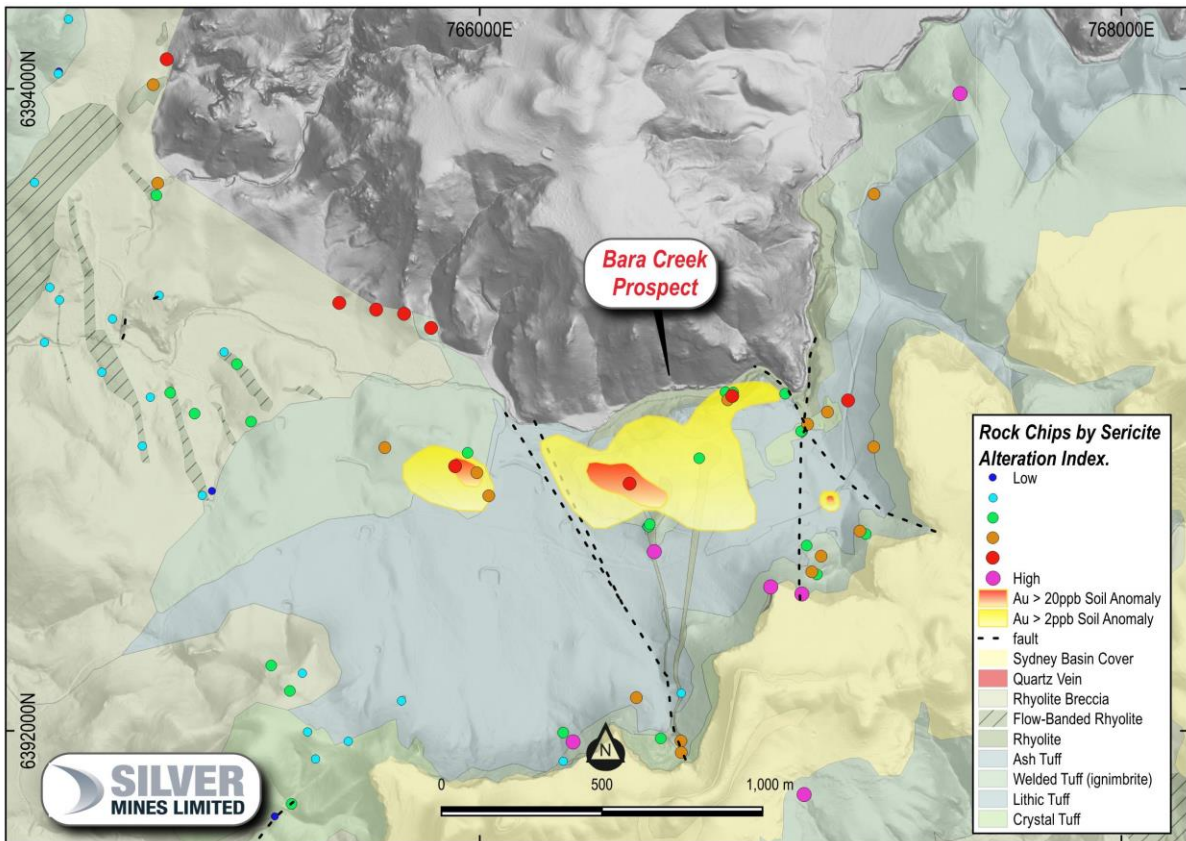 766000E
768000E
6394000N
Bara Creek
Prospect
Rock Chips by Sericite
Alteration Index.
Low
High
Au > 20ppb Soil Anomaly
Au > 2ppb Soil Anomaly
fault
Sydney Basin Cover
Quartz Vein
Rhyolite Breccia
Flow-Banded Rhyolite
Rhyolite
Ash Tuff
Welded Tuff (ignimbrite)
Lithic Tuff
Crystal Tuff
6392000N
N
0
500
1,000 m
SILVER
MINES LIMITED